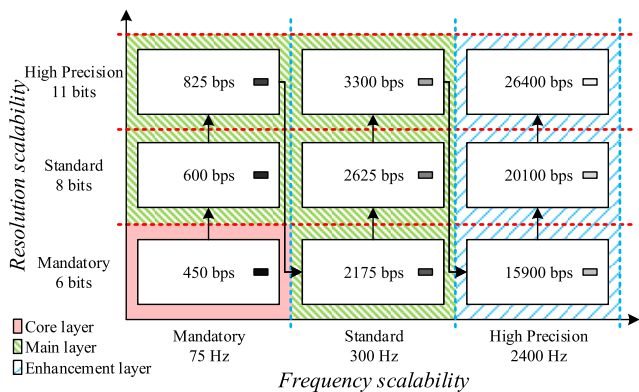 Resolution scalability
High Precision
11 bits
825 bps
3300 bps
26400 bps
Standard
8 bits
600 bps
2625 bps
20100 bps
Mandatory
6 bits
450 bps
2175 bps
15900 bps
Core layer
Main layer
Enhancement layer
Mandatory
75 Hz
Standard
300 Hz
High Precision
2400 Hz
Frequency scalability